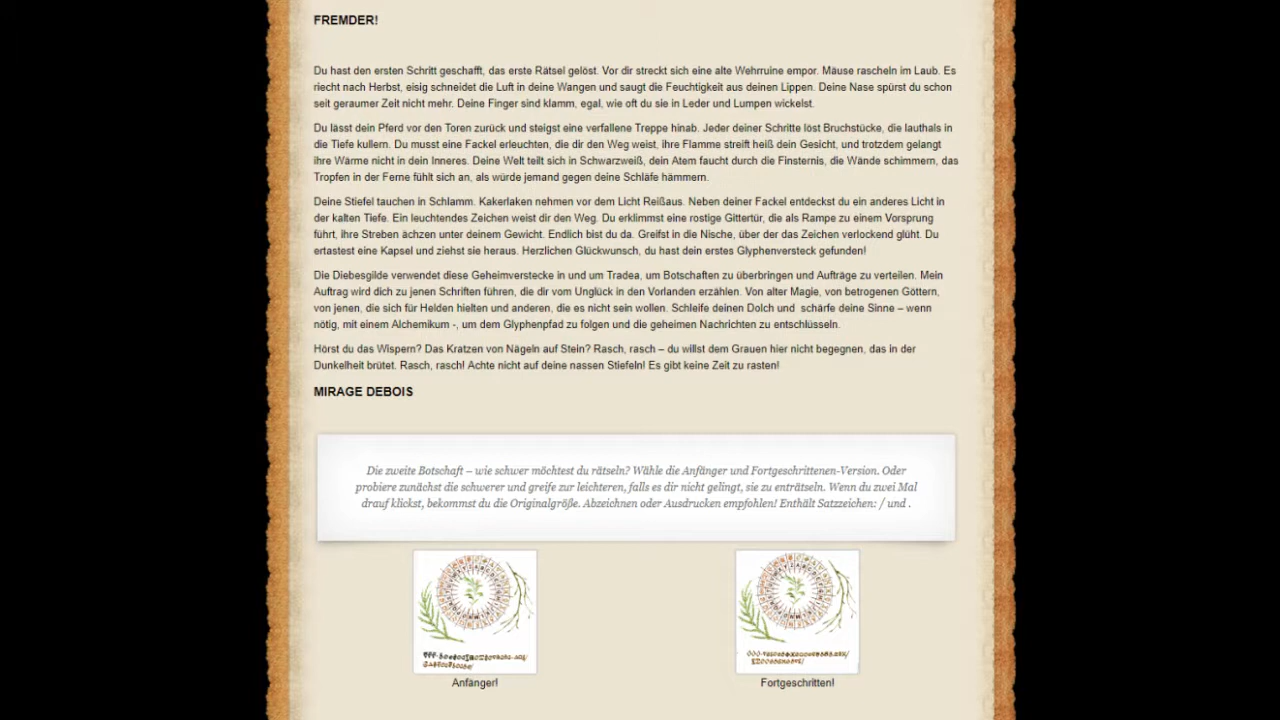 FREMDER!
Du hast den ersten Schritt geschafft, das erste Rätsel gelöst. Vor dir streckt sich eine alte Wehrruine empor. Mäuse rascheln im Laub. Es
riecht nach Herbst, eisig schneidet die Luft in deine Wangen und saugt die Feuchtigkeit aus deinen Lippen. Deine Nase spürst du schon
seit geraumer Zeit nicht mehr. Deine Finger sind klamm, egal, wie oft du sie in Leder und Lumpen wickelst.
Du lässt dein Pferd vor den Toren zurück und steigst eine verfallene Treppe hinab. Jeder deiner Schritte löst Bruchstücke, die lauthals in
die Tiefe kullern. Du musst eine Fackel erleuchten, die dir den Weg weist, ihre Flamme streift heiß dein Gesicht, und trotzdem gelangt
ihre Wärme nicht in dein Inneres. Deine Welt teilt sich in Schwarzweiß, dein Atem faucht durch die Finsternis, die Wände schimmern, das
Tropfen in der Ferne fühlt sich an, als würde jemand gegen deine Schläfe hämmern.
Deine Stiefel tauchen in Schlamm. Kakerlaken nehmen vor dem Licht Reißaus. Neben deiner Fackel entdeckst du ein anderes Licht in
der kalten Tiefe. Ein leuchtendes Zeichen weist dir den Weg. Du erklimmst eine rostige Gittertür, die als Rampe zu einem Vorsprung
führt, ihre Streben ächzen unter deinem Gewicht. Endlich bist du da. Greifst in die Nische, über der das Zeichen verlockend glüht. Du
ertastest eine Kapsel und ziehst sie heraus. Herzlichen Glückwunsch, du hast dein erstes Glyphenversteck gefunden!
Die Diebesgilde verwendet diese Geheimverstecke in und um Tradea, um Botschaften zu überbringen und Aufträge zu verteilen. Mein
Auftrag wird dich zu jenen Schriften führen, die dir vom Unglück in den Vorlanden erzählen. Von alter Magie, von betrogenen Göttern,
von jenen, die sich für Helden hielten und anderen, die es nicht sein wollen. Schleife deinen Dolch und  schärfe deine Sinne – wenn
nötig, mit einem Alchemikum -, um dem Glyphenpfad zu folgen und die geheimen Nachrichten zu entschlüsseln.
Hörst du das Wispern? Das Kratzen von Nägeln auf Stein? Rasch, rasch – du willst dem Grauen hier nicht begegnen, das in der
Dunkelheit brütet. Rasch, rasch! Achte nicht auf deine nassen Stiefeln! Es gibt keine Zeit zu rasten!
MIRAGE DEBOIS
Die zweite Botschaft – wie schwer möchtest du rätseln? Wähle die Anfänger und Fortgeschrittenen-Version. Oder
probiere zunächst die schwerer und greife zur leichteren, falls es dir nicht gelingt, sie zu enträtseln. Wenn du zwei Mal
drauf klickst, bekommst du die Originalgröße. Abzeichnen oder Ausdrucken empfohlen! Enthält Satzzeichen: / und .
Anfänger! Fortgeschritten!